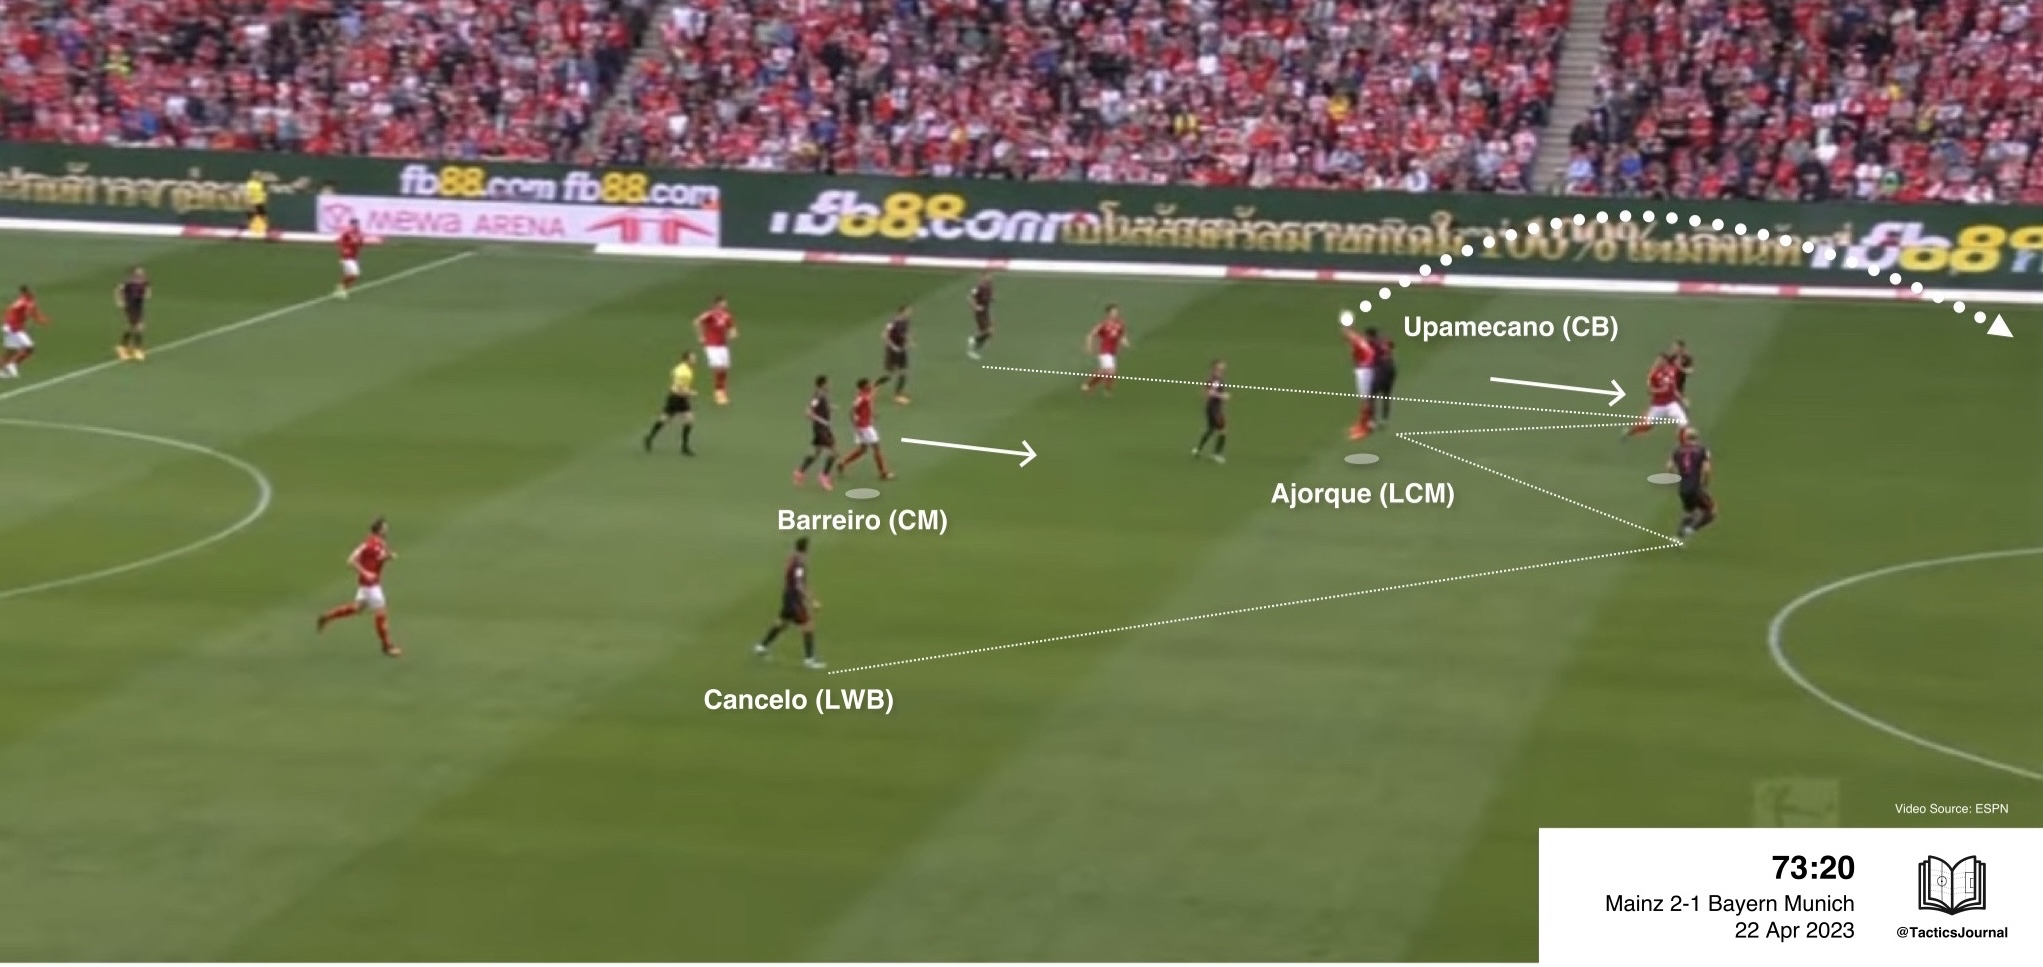 fb88.com fb88.com
MEWA ARENA
fb88.com
100%
fb88
Upamecano (CB)
Ajorque (LCM)
Barreiro (CM)
Cancelo (LWB)
Video Source: ESPN
73:20
Mainz 2-1 Bayern Munich
22 Apr 2023
@TacticsJournal